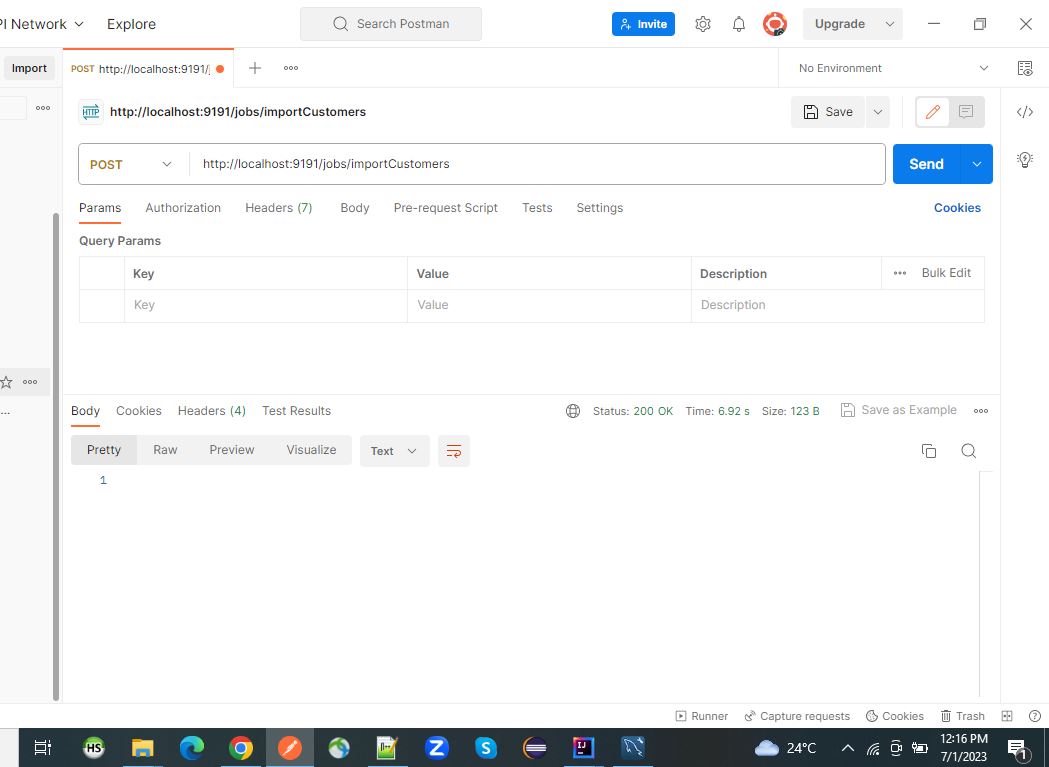 PI Network Explore Search Postman Invite Upgrade
Import POST http://localhost:9191/j No Environment
http://localhost:9191/jobs/importCustomers Save
POST http://localhost:9191/jobs/importCustomers Send
Params Authorization Headers (7) Body Pre-request Script Tests Settings Cookies
Query Params
Key Value Description Bulk Edit
Key Value Description
...
Body Cookies Headers (4) Test Results Status: 200 OK Time: 6.92 s Size: 123 B Save as Example
Pretty Raw Preview Visualize Text
1
Runner Capture requests Cookies Trash
HS Z S IJ 24°C 12:16 PM
7/1/2023 1